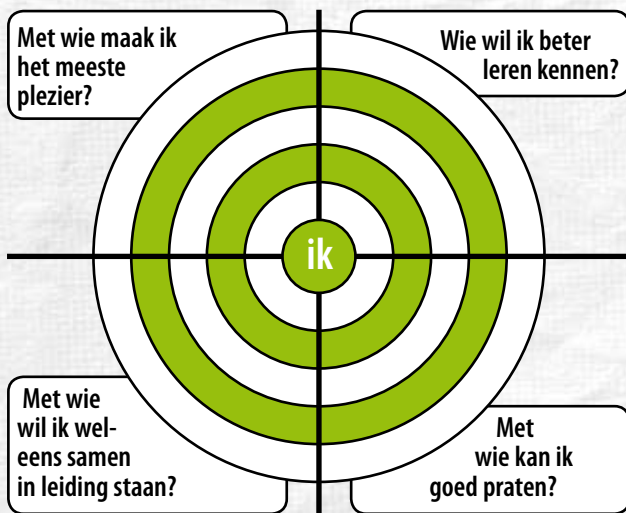 Met wie maak ik
het meeste
plezier?
Wie wil ik beter
leren kennen?
ik
Met wie
wil ik wel-
eens samen
in leiding staan?
Met
wie kan ik
goed praten?